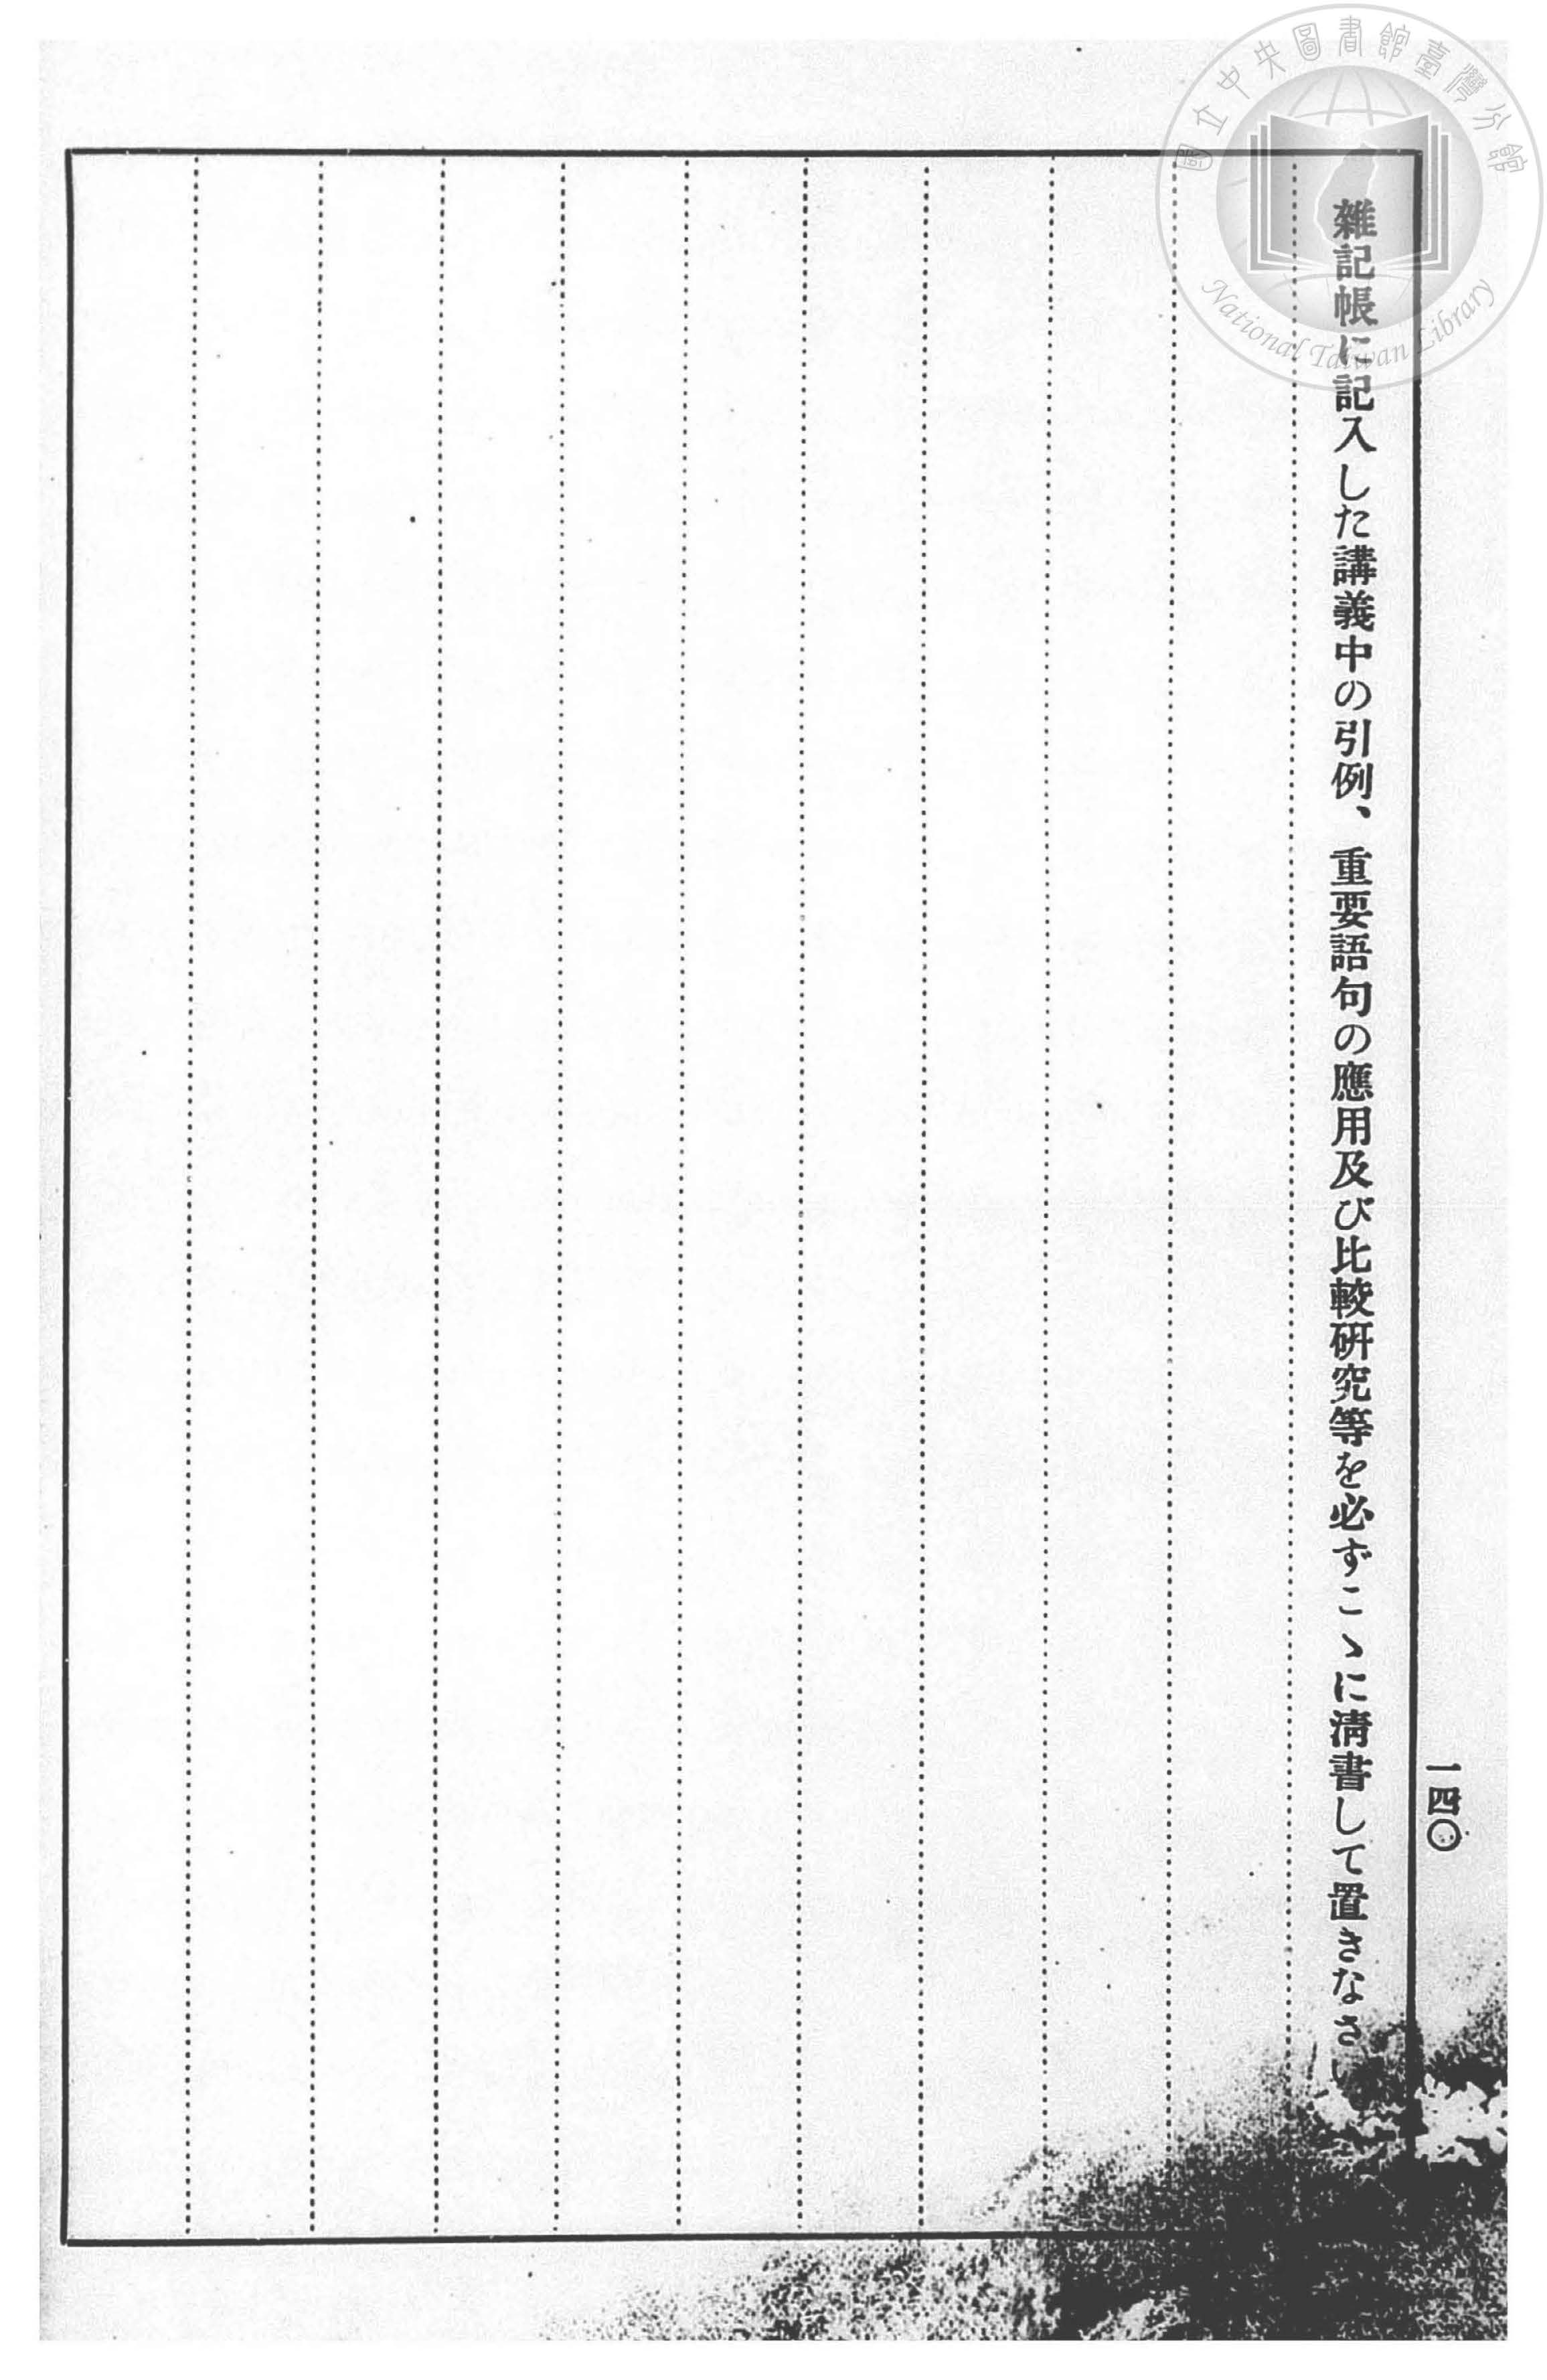 國立中央圖書館臺灣分館
National Taiwan Library
雜記帳に記入した講義中の引例、重要語句の應用及び比較研究等を必ずこゝに淸書して置きなさい
一四〇